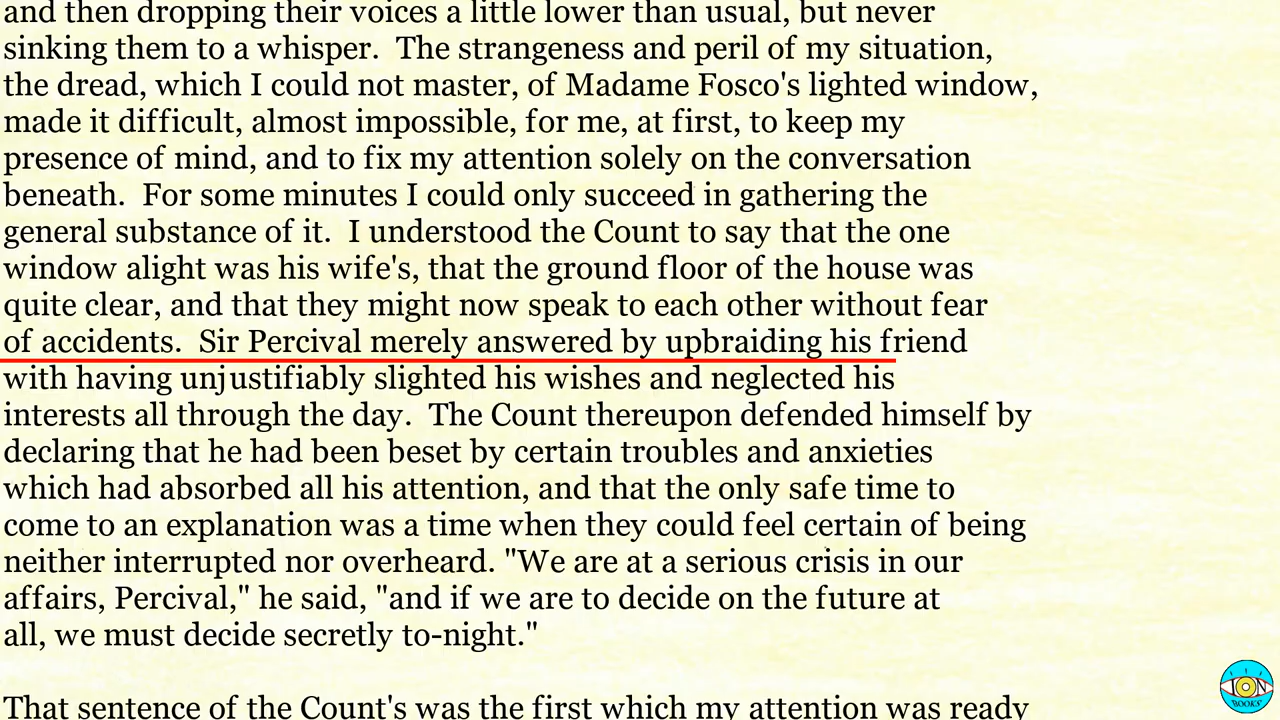 and then dropping their voices a little lower than usual, but never
sinking them to a whisper.  The strangeness and peril of my situation,
the dread, which I could not master, of Madame Fosco's lighted window,
made it difficult, almost impossible, for me, at first, to keep my
presence of mind, and to fix my attention solely on the conversation
beneath.  For some minutes I could only succeed in gathering the
general substance of it.  I understood the Count to say that the one
window alight was his wife's, that the ground floor of the house was
quite clear, and that they might now speak to each other without fear
of accidents.  Sir Percival merely answered by upbraiding his friend
with having unjustifiably slighted his wishes and neglected his
interests all through the day.  The Count thereupon defended himself by
declaring that he had been beset by certain troubles and anxieties
which had absorbed all his attention, and that the only safe time to
come to an explanation was a time when they could feel certain of being
neither interrupted nor overheard. "We are at a serious crisis in our
affairs, Percival," he said, "and if we are to decide on the future at
all, we must decide secretly to-night."
That sentence of the Count's was the first which my attention was ready
ION
BOOKS